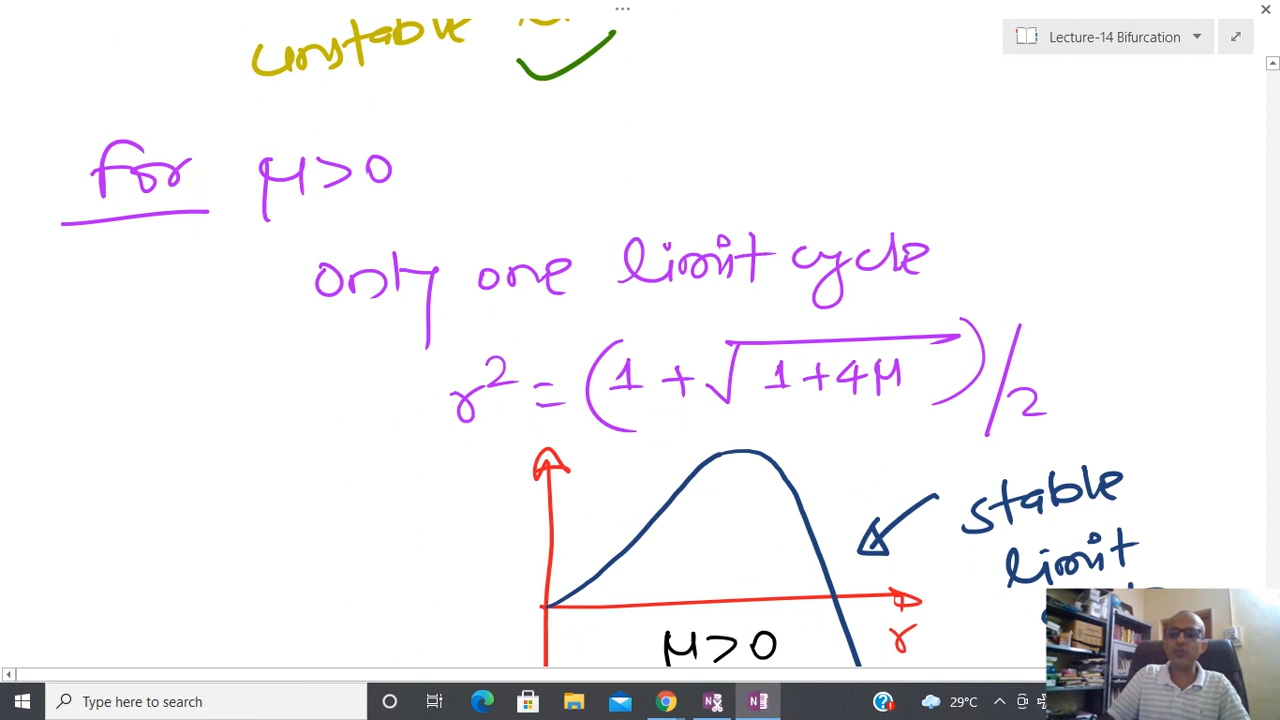 unstable
Lecture-14 Bifurcation
For μ>0
only one limit cycle
r² = (1 + √1+4μ)/2
stable
limit
r
μ>0
Type here to search
29°C